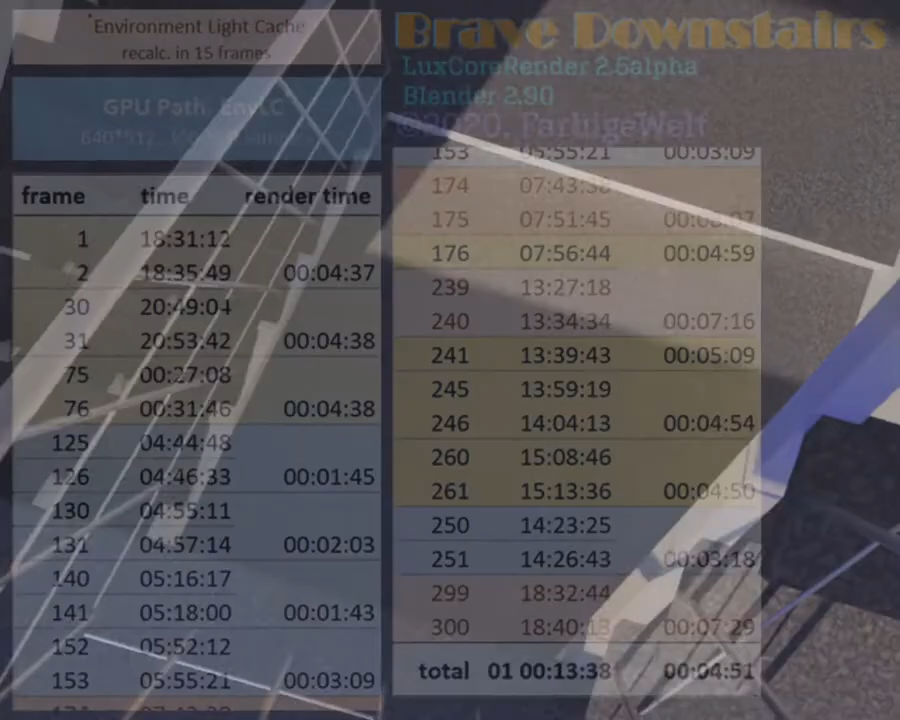 *Environment Light Cache
recalc. in 15 frames
GPU Path, EnvLC
frame time render time
1 18:31:12
2 18:35:49 00:04:37
30 20:49:04
31 20:53:42 00:04:38
75 00:27:08
76 00:31:46 00:04:38
125 04:44:48
126 04:46:33 00:01:45
130 04:55:11
131 04:57:14 00:02:03
140 05:16:17
141 05:18:00 00:01:43
152 05:52:12
153 05:55:21 00:03:09
Brave Downstairs
LuxCoreRender 2.5alpha
Blender 2.90
©2020, FarbigeWelt
153 05:55:21 00:03:09
174 07:43:38
175 07:51:45 00:08:07
176 07:56:44 00:04:59
239 13:27:18
240 13:34:34 00:07:16
241 13:39:43 00:05:09
245 13:59:19
246 14:04:13 00:04:54
260 15:08:46
261 15:13:36 00:04:50
250 14:23:25
251 14:26:43 00:03:18
299 18:32:44
300 18:40:13 00:07:29
total 01 00:13:38 00:04:51